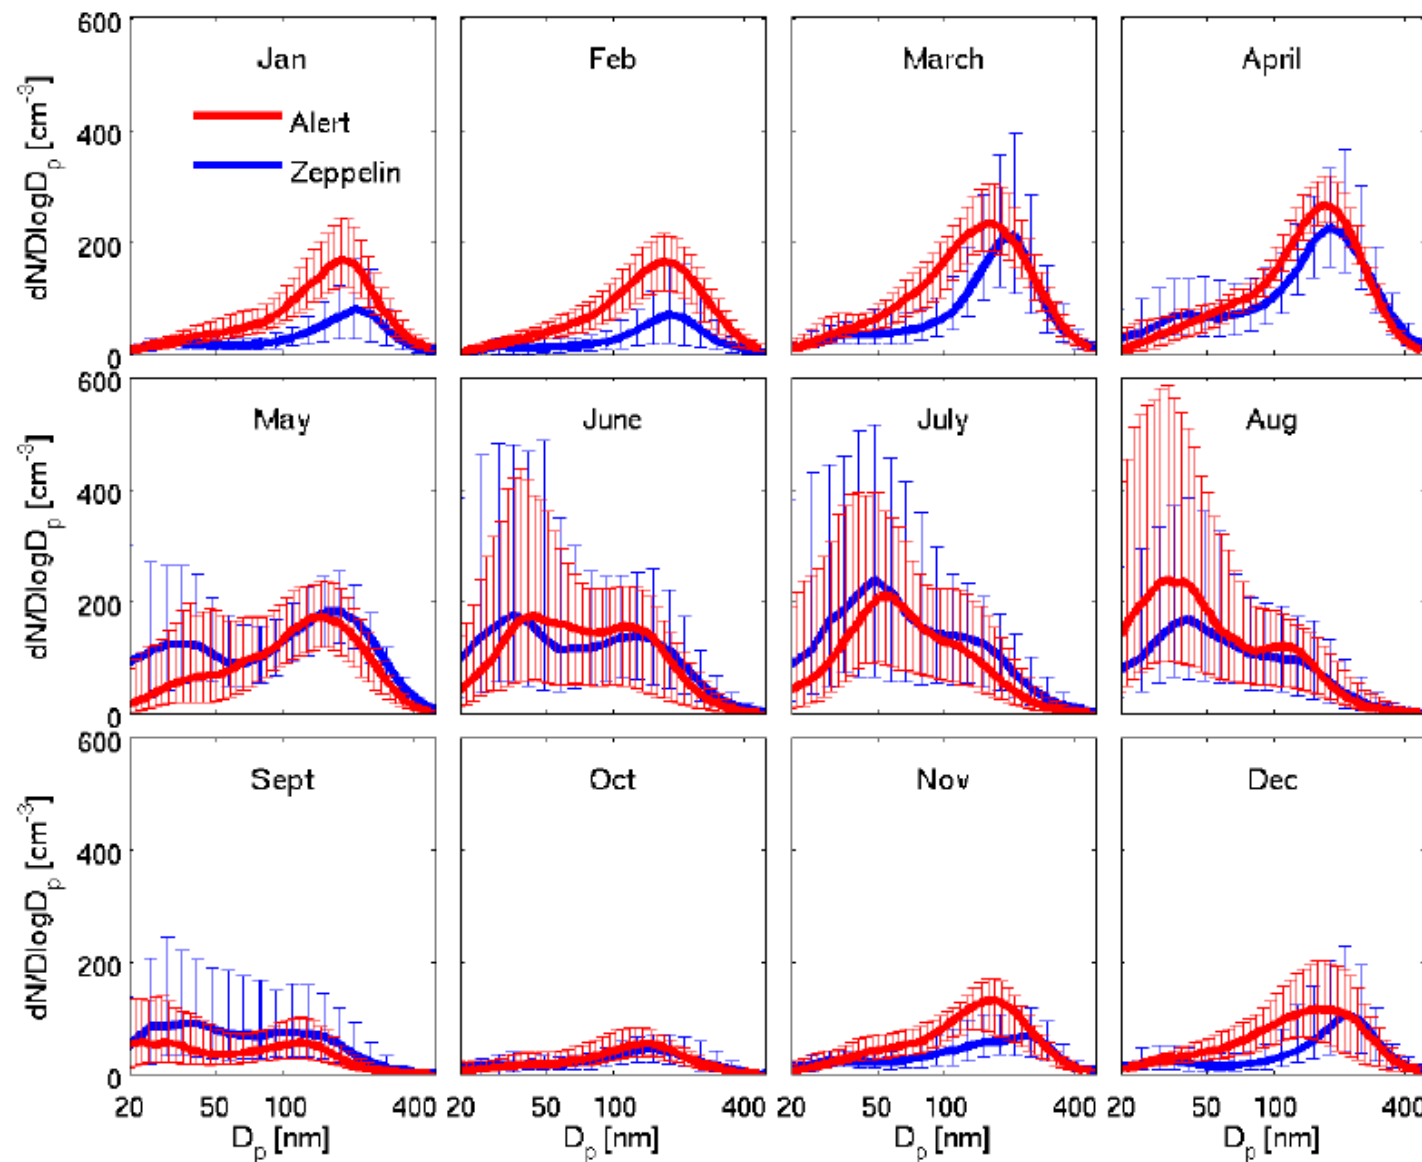 600
400
200
0
dN/DlogDp [cm-3]
Jan
Alert
Zeppelin
Feb
March
April
600
400
200
0
dN/DlogDp [cm-3]
May
June
July
Aug
600
400
200
0
dN/DlogDp [cm-3]
Sept
Oct
Nov
Dec
20 50 100 400 20 50 100 400 20 50 100 400 20 50 100 400
Dp [nm] Dp [nm] Dp [nm] Dp [nm]